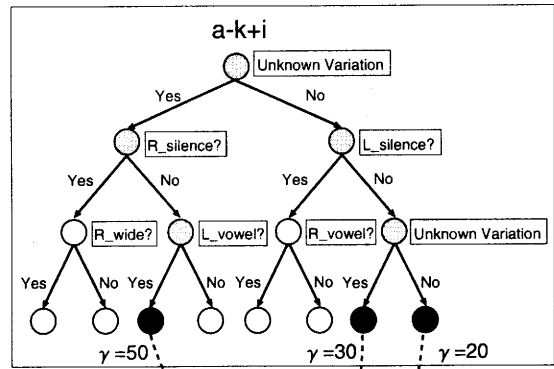 a-k+i
Unknown Variation
Yes
No
R_silence?
L_silence?
Yes
No
Yes
No
R_wide?
L_vowel?
R_vowel?
Unknown Variation
Yes
No
Yes
No
Yes
No
Yes
No
γ =50
γ =30
γ =20